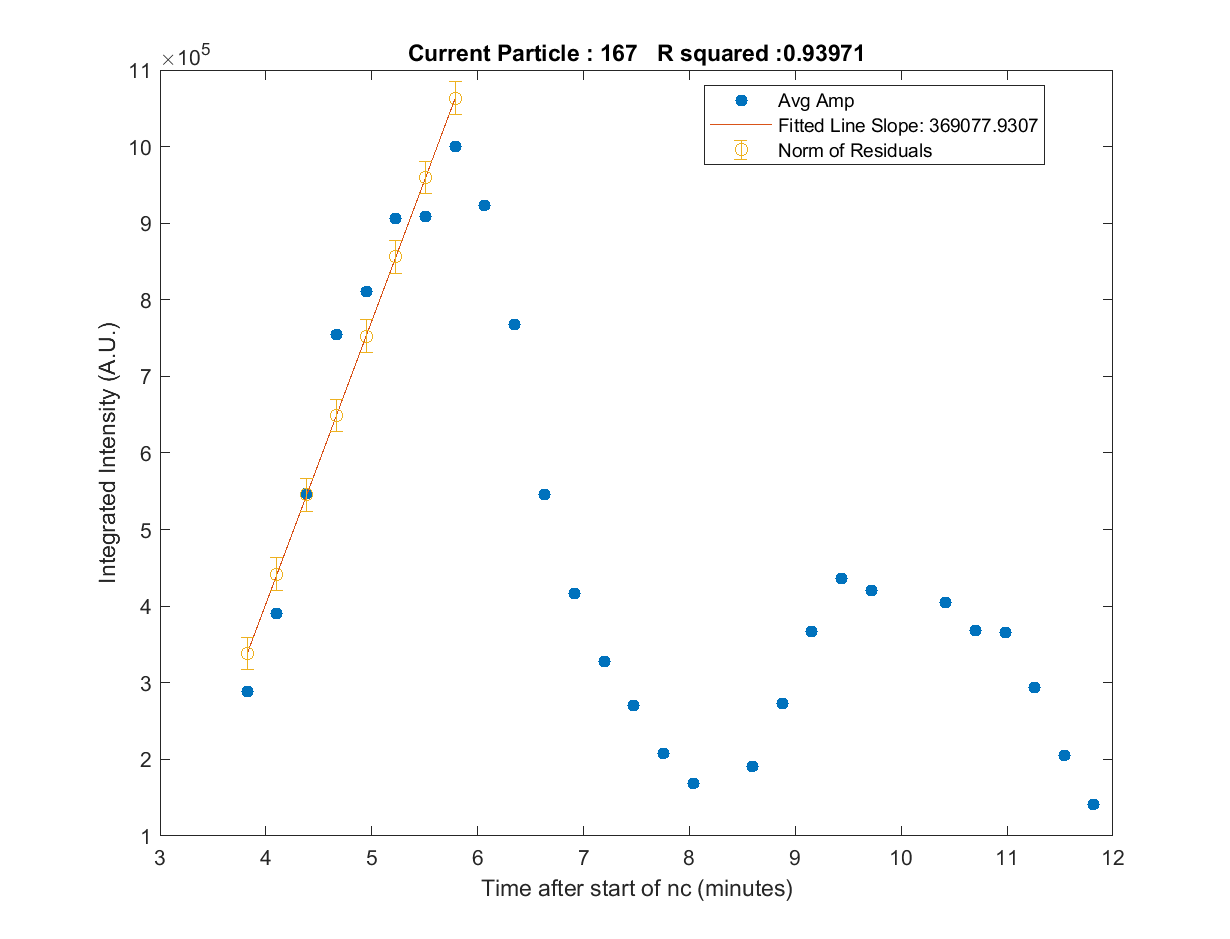 Current Particle : 167   R squared :0.93971
×10^5
11
10
9
8
7
6
5
4
3
2
1
Integrated Intensity (A.U.)
Avg Amp
Fitted Line Slope: 369077.9307
Norm of Residuals
3 4 5 6 7 8 9 10 11 12
Time after start of nc (minutes)